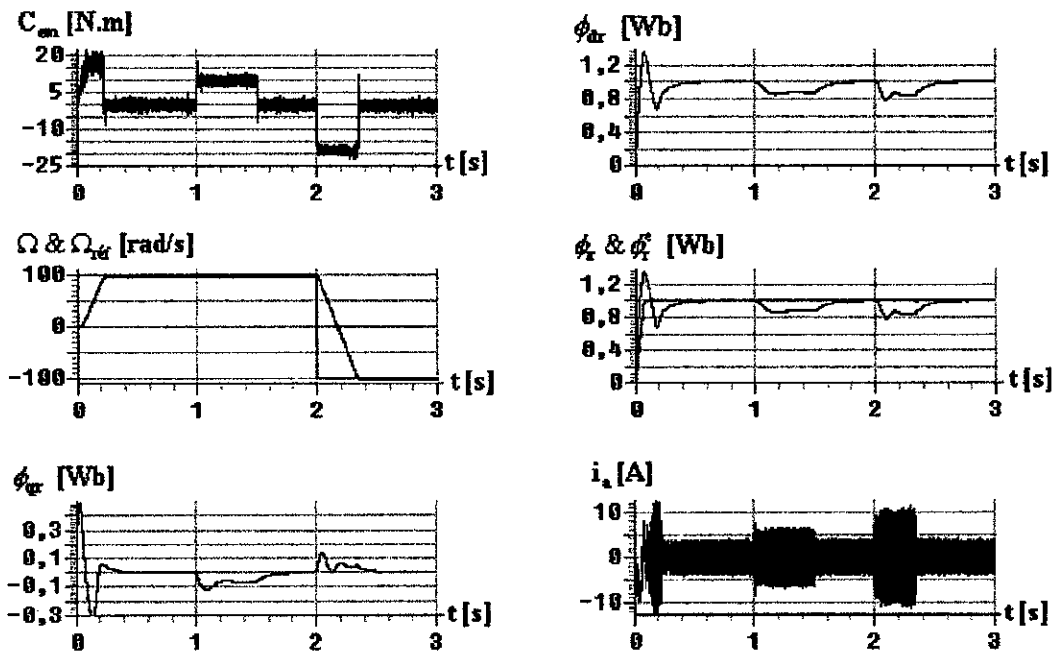 C_em [N.m]
20
5
-10
-25
0 1 2 3
t [s]
ϕ_dr [Wb]
1,2
0,8
0,4
0
0 1 2 3
t [s]
Ω & Ω_réf [rad/s]
100
0
-100
0 1 2 3
t [s]
ϕ_r & ϕ_r^* [Wb]
1,2
0,8
0,4
0
0 1 2 3
t [s]
ϕ_qr [Wb]
0,3
0,1
-0,1
-0,3
0 1 2 3
t [s]
i_a [A]
10
0
-10
0 1 2 3
t [s]